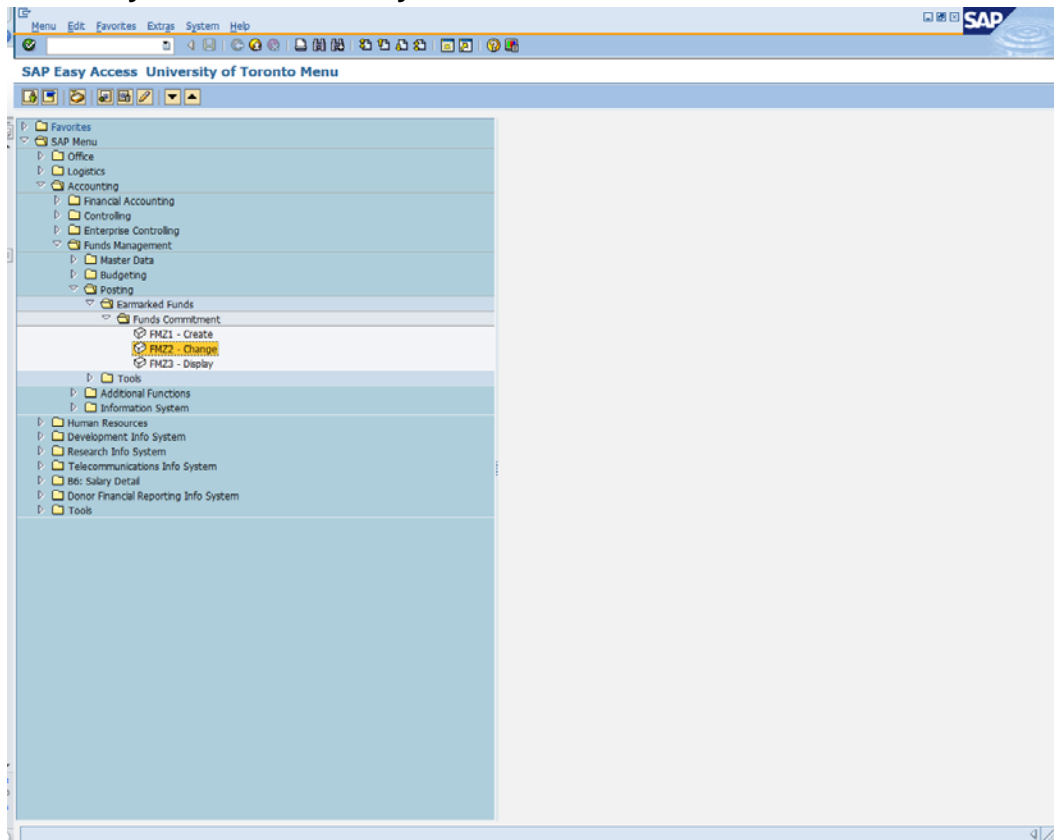 Menu Edit Favorites Extras System Help
SAP
SAP Easy Access University of Toronto Menu
Favorites
SAP Menu
Office
Logistics
Accounting
Financial Accounting
Controlling
Enterprise Controlling
Funds Management
Master Data
Budgeting
Posting
Earmarked Funds
Funds Commitment
FMZ1 - Create
FMZ2 - Change
FMZ3 - Display
Tools
Additional Functions
Information System
Human Resources
Development Info System
Research Info System
Telecommunications Info System
B6: Salary Detail
Donor Financial Reporting Info System
Tools